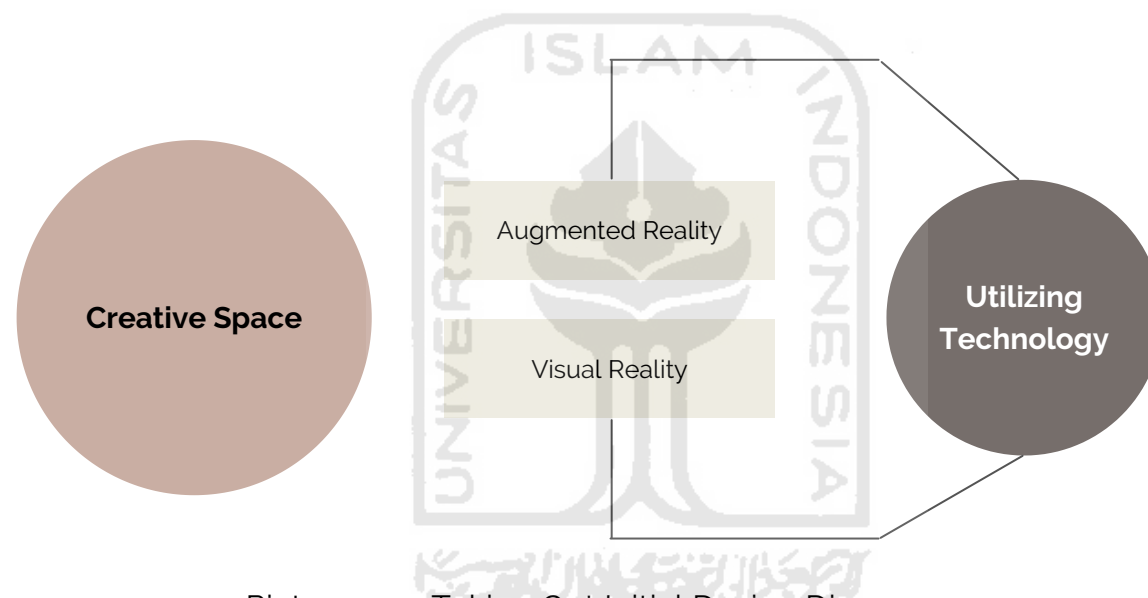 ISLAM
UNIVERSITAS
INDONESIA
Augmented Reality
Creative Space
Utilizing
Technology
Visual Reality